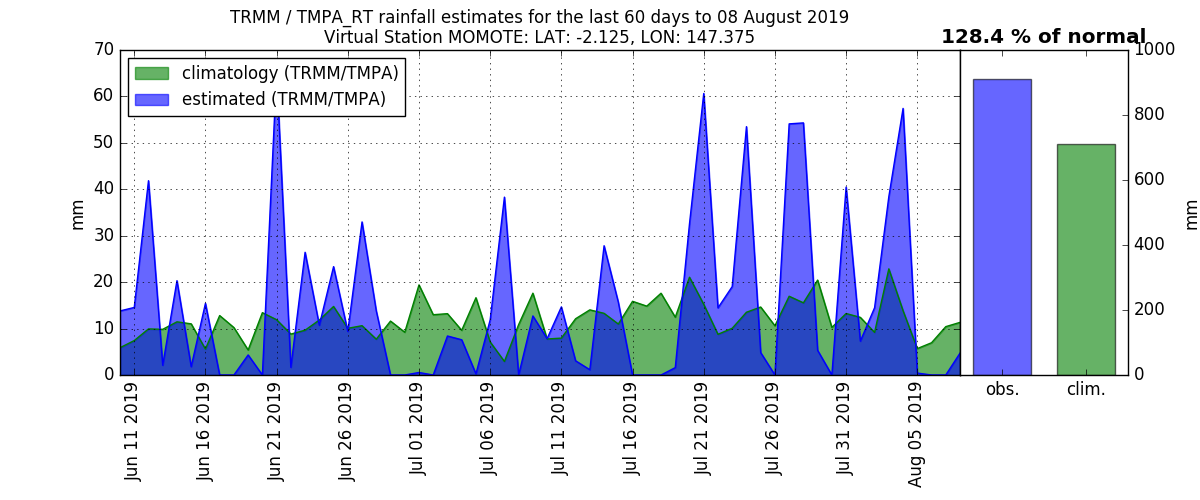 TRMM / TMPA_RT rainfall estimates for the last 60 days to 08 August 2019
Virtual Station MOMOTE: LAT: -2.125, LON: 147.375
128.4 % of normal
climatology (TRMM/TMPA)
estimated (TRMM/TMPA)
mm
70
60
50
40
30
20
10
0
Jun 11 2019
Jun 16 2019
Jun 21 2019
Jun 26 2019
Jul 01 2019
Jul 06 2019
Jul 11 2019
Jul 16 2019
Jul 21 2019
Jul 26 2019
Jul 31 2019
Aug 05 2019
1000
800
600
400
200
0
mm
obs.
clim.